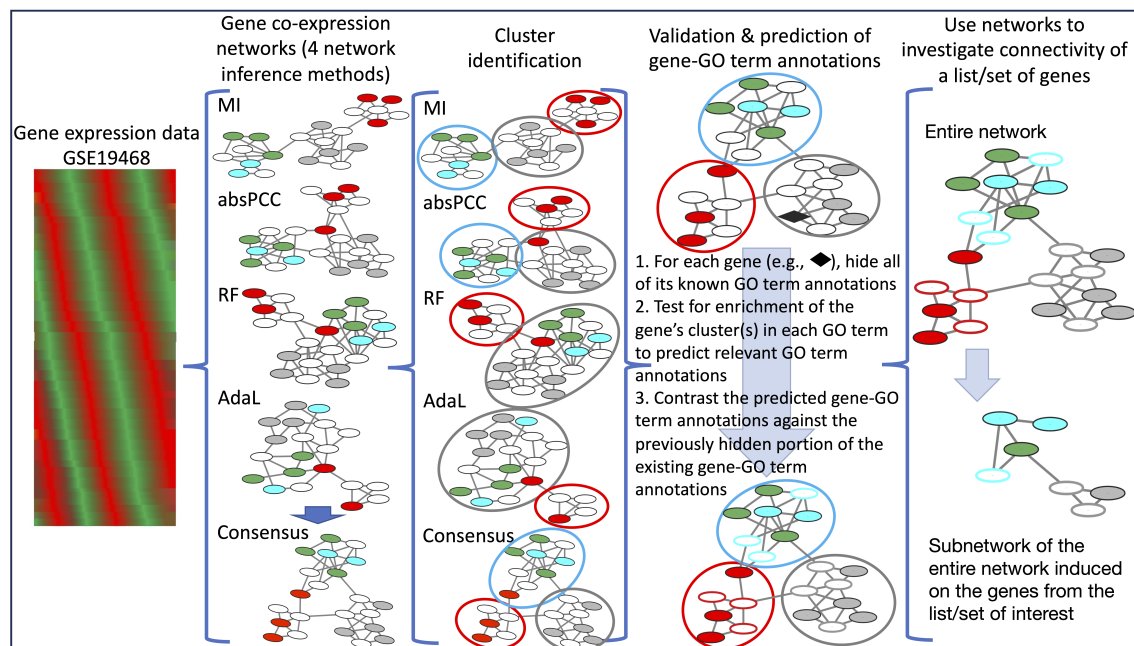 Gene expression data
GSE19468
Gene co-expression
networks (4 network
inference methods)
MI
absPCC
RF
AdaL
Consensus
Cluster
identification
MI
absPCC
RF
AdaL
Consensus
Validation & prediction of
gene-GO term annotations
1. For each gene (e.g., ◆), hide all
of its known GO term annotations
2. Test for enrichment of the
gene's cluster(s) in each GO term
to predict relevant GO term
annotations
3. Contrast the predicted gene-GO
term annotations against the
previously hidden portion of the
existing gene-GO term
annotations
Use networks to
investigate connectivity of
a list/set of genes
Entire network
Subnetwork of the
entire network induced
on the genes from the
list/set of interest